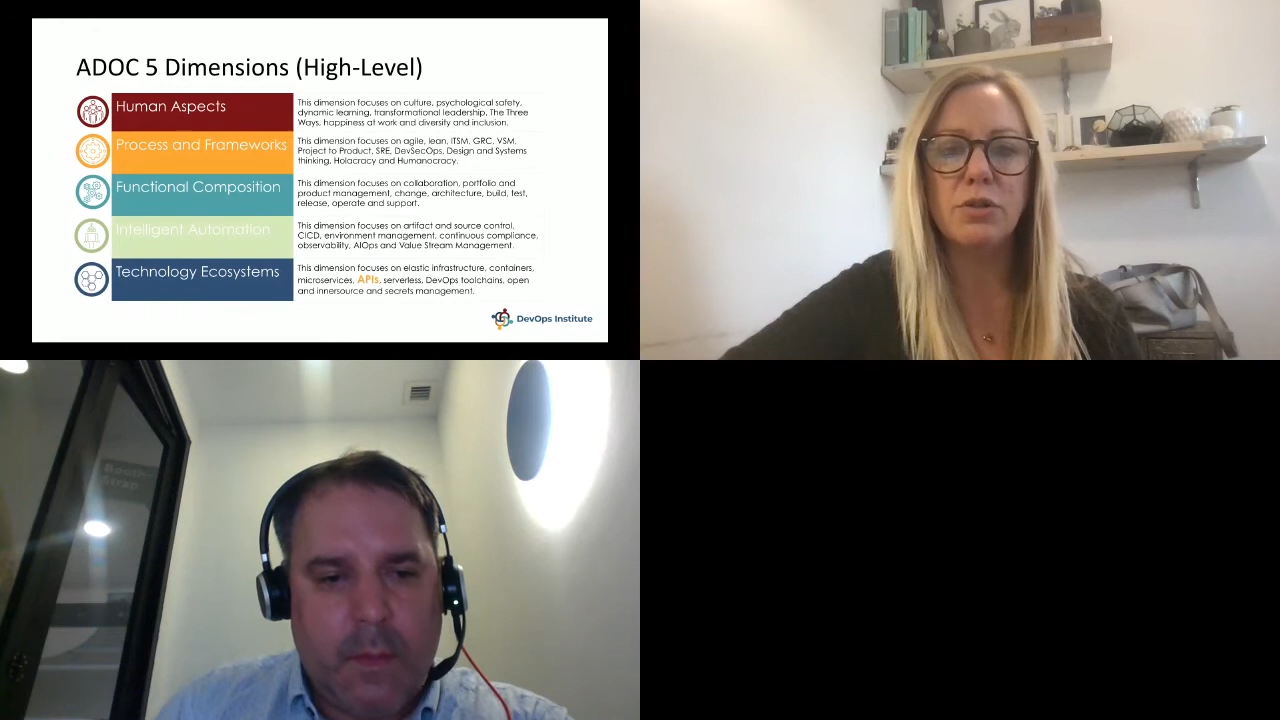 ADOC 5 Dimensions (High-Level)
Human Aspects
This dimension focuses on culture, psychological safety,
dynamic learning, transformational leadership, The Three
Ways, happiness at work and diversity and inclusion.
Process and Frameworks
This dimension focuses on agile, lean, ITSM, GRC, VSM,
Project to Product, SRE, DevSecOps, Design and Systems
thinking, Holacracy and Humanocracy.
Functional Composition
This dimension focuses on collaboration, portfolio and
product management, change, architecture, build, test,
release, operate and support.
Intelligent Automation
This dimension focuses on artifact and source control,
CICD, environment management, continuous compliance,
observability, AIOps and Value Stream Management.
Technology Ecosystems
This dimension focuses on elastic infrastructure, containers,
microservices, APIs, serverless, DevOps toolchains, open
and innersource and secrets management.
DevOps Institute